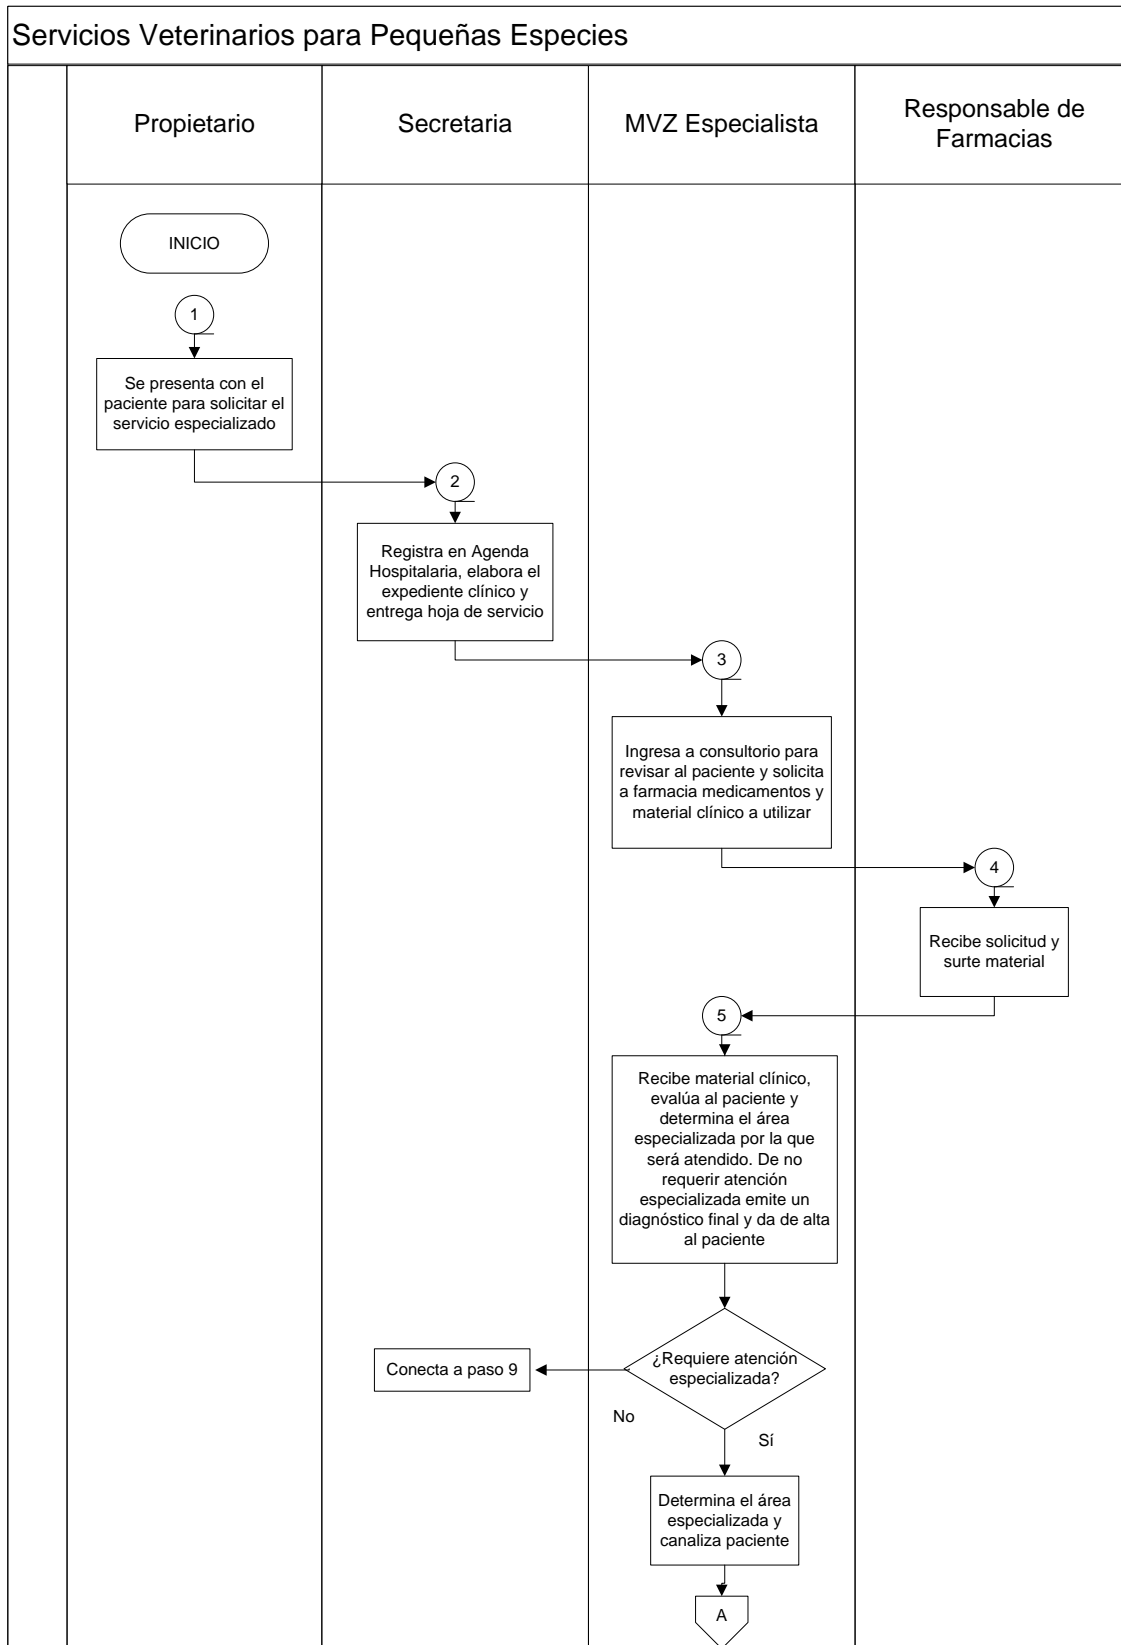 Servicios Veterinarios para Pequeñas Especies
Propietario
Secretaria
MVZ Especialista
Responsable de
Farmacias
INICIO
1
Se presenta con el
paciente para solicitar el
servicio especializado
2
Registra en Agenda
Hospitalaria, elabora el
expediente clínico y
entrega hoja de servicio
3
Ingresa a consultorio para
revisar al paciente y solicita
a farmacia medicamentos y
material clínico a utilizar
4
Recibe solicitud y
surte material
5
Recibe material clínico,
evalúa al paciente y
determina el área
especializada por la que
será atendido. De no
requerir atención
especializada emite un
diagnóstico final y da de alta
al paciente
¿Requiere atención
especializada?
Conecta a paso 9
No
Sí
Determina el área
especializada y
canaliza paciente
A